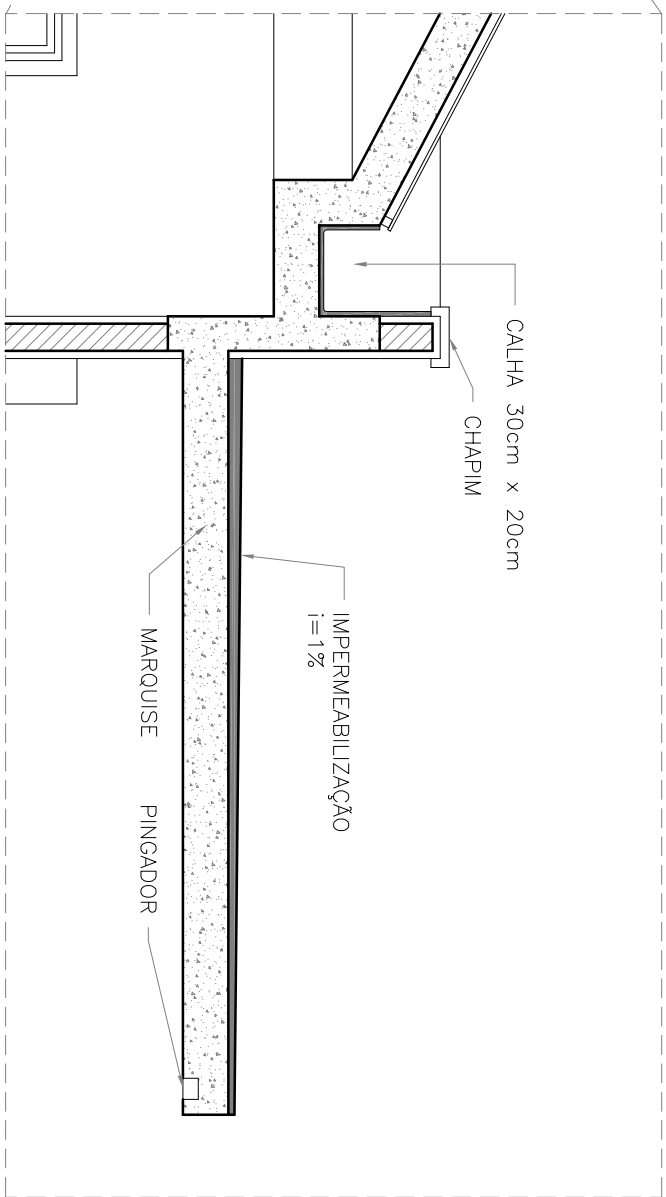 CALHA 30cm x 20cm
CHAPIM
IMPERMEABILIZAÇÃO
i=1%
MARQUISE
PINGADOR